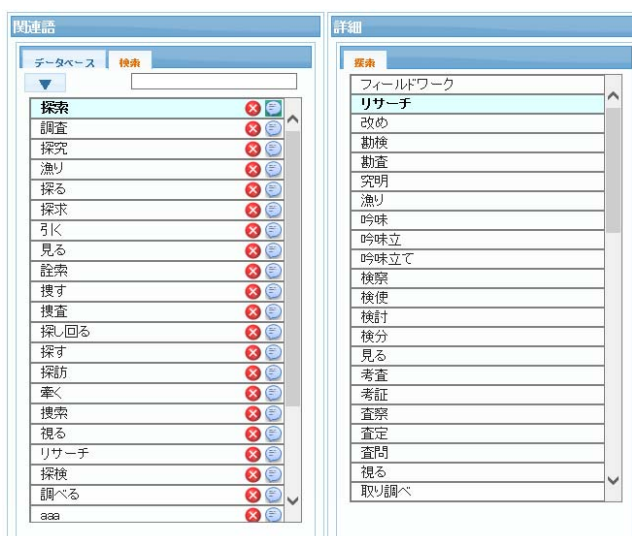 関連語
データベース
検索
探索
調査
探究
漁り
探る
探求
引く
見る
詮索
捜す
捜査
探し回る
探す
探訪
牽く
捜索
視る
リサーチ
探検
調べる
aaa
詳細
探索
フィールドワーク
リサーチ
改め
勘検
勘査
究明
漁り
吟味
吟味立
吟味立て
検察
検使
検討
検分
見る
考査
考証
査察
査定
査問
視る
取り調べ